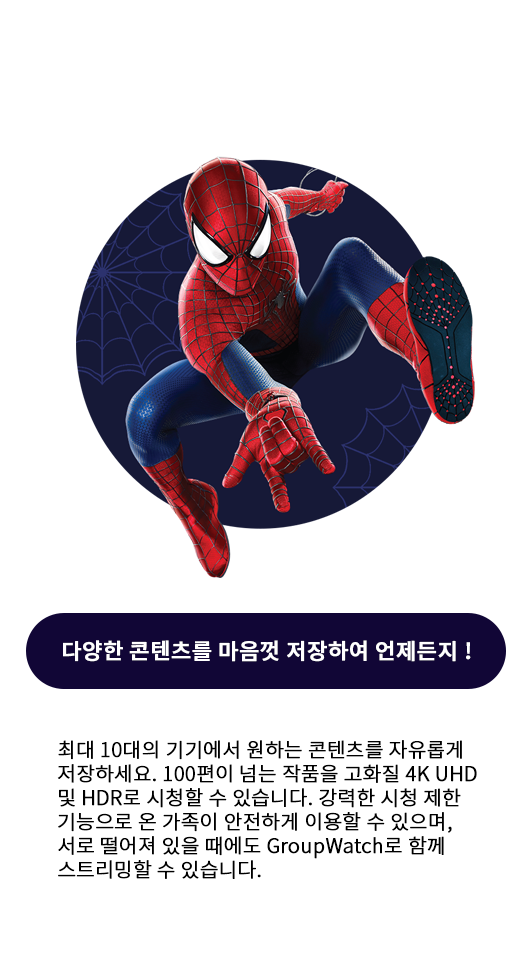 다양한 콘텐츠를 마음껏 저장하여 언제든지 !
최대 10대의 기기에서 원하는 콘텐츠를 자유롭게
저장하세요. 100편이 넘는 작품을 고화질 4K UHD
및 HDR로 시청할 수 있습니다. 강력한 시청 제한
기능으로 온 가족이 안전하게 이용할 수 있으며,
서로 떨어져 있을 때에도 GroupWatch로 함께
스트리밍할 수 있습니다.